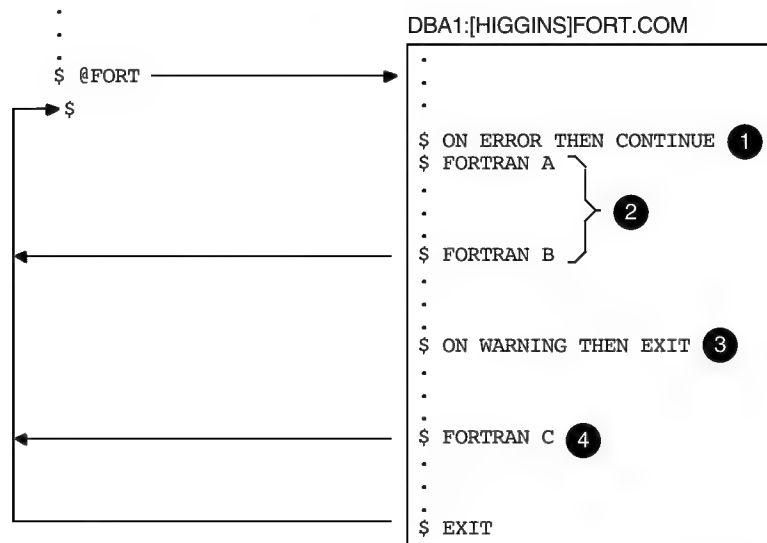 DBA1:[HIGGINS]FORT.COM
$ @FORT
$
$ ON ERROR THEN CONTINUE 1
$ FORTRAN A
2
$ FORTRAN B
$ ON WARNING THEN EXIT 3
$ FORTRAN C 4
$ EXIT